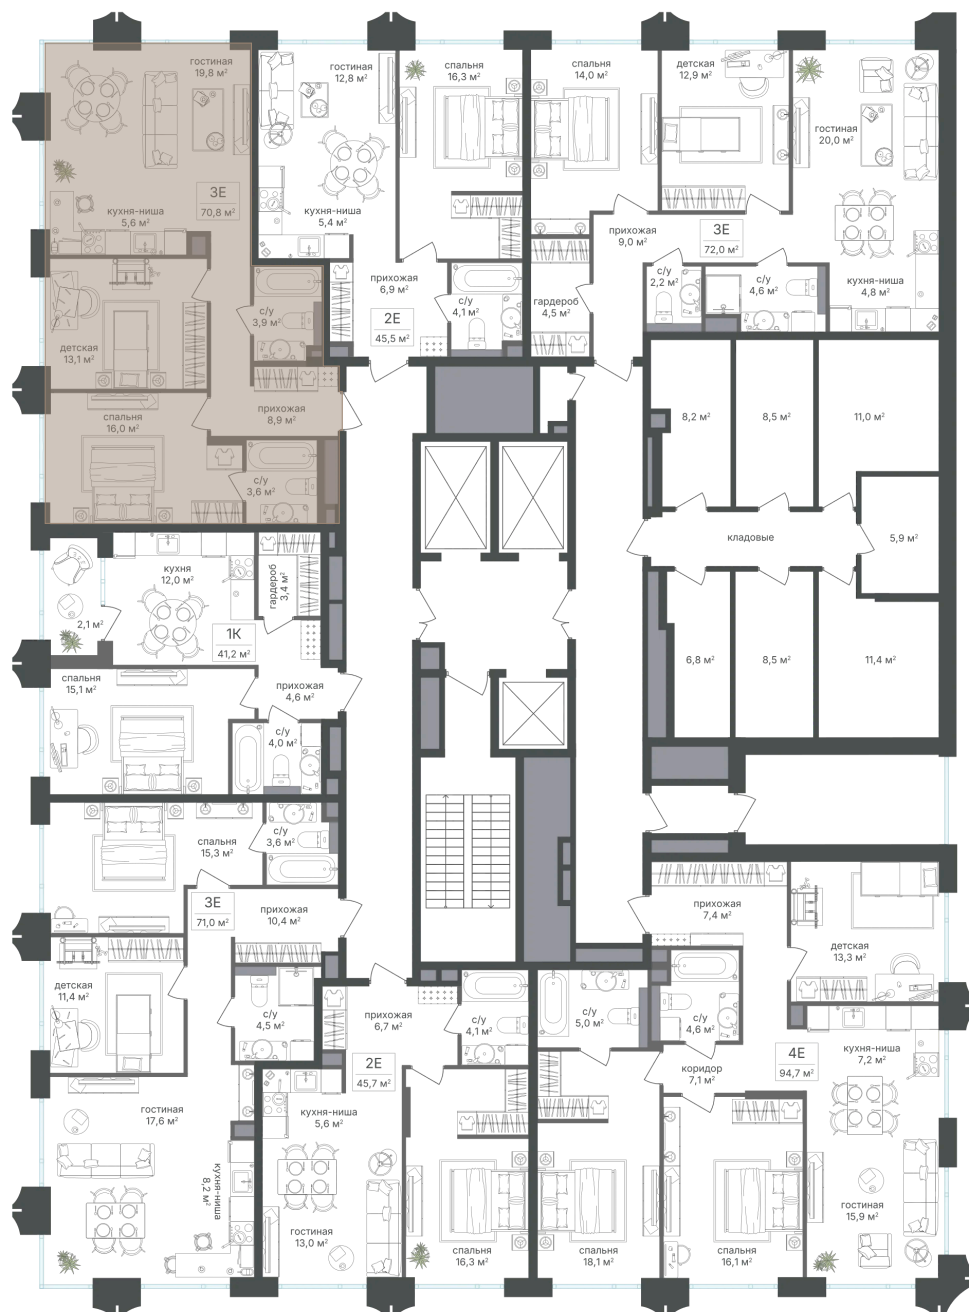 гостиная
19,8 м²
3Е
70,8 м²
кухня-ниша
5,6 м²
с/у
3,9 м²
детская
13,1 м²
прихожая
8,9 м²
спальня
16,0 м²
с/у
3,6 м²
гостиная
12,8 м²
спальня
16,3 м²
кухня-ниша
5,4 м²
прихожая
6,9 м²
2Е
45,5 м²
с/у
4,1 м²
спальня
14,0 м²
детская
12,9 м²
гостиная
20,0 м²
прихожая
9,0 м²
3Е
72,0 м²
с/у
2,2 м²
с/у
4,6 м²
кухня-ниша
4,8 м²
гардероб
4,5 м²
8,2 м²
8,5 м²
11,0 м²
кладовые
5,9 м²
6,8 м²
8,5 м²
11,4 м²
кухня
12,0 м²
гардероб
3,4 м²
2,1 м²
1К
41,2 м²
спальня
15,1 м²
прихожая
4,6 м²
с/у
4,0 м²
спальня
15,3 м²
с/у
3,6 м²
3Е
71,0 м²
прихожая
10,4 м²
детская
11,4 м²
с/у
4,5 м²
гостиная
17,6 м²
кухня-ниша
8,2 м²
прихожая
6,7 м²
с/у
4,1 м²
2Е
45,7 м²
кухня-ниша
5,6 м²
гостиная
13,0 м²
спальня
16,3 м²
прихожая
7,4 м²
детская
13,3 м²
с/у
5,0 м²
с/у
4,6 м²
коридор
7,1 м²
4Е
94,7 м²
кухня-ниша
7,2 м²
гостиная
15,9 м²
спальня
18,1 м²
спальня
16,1 м²